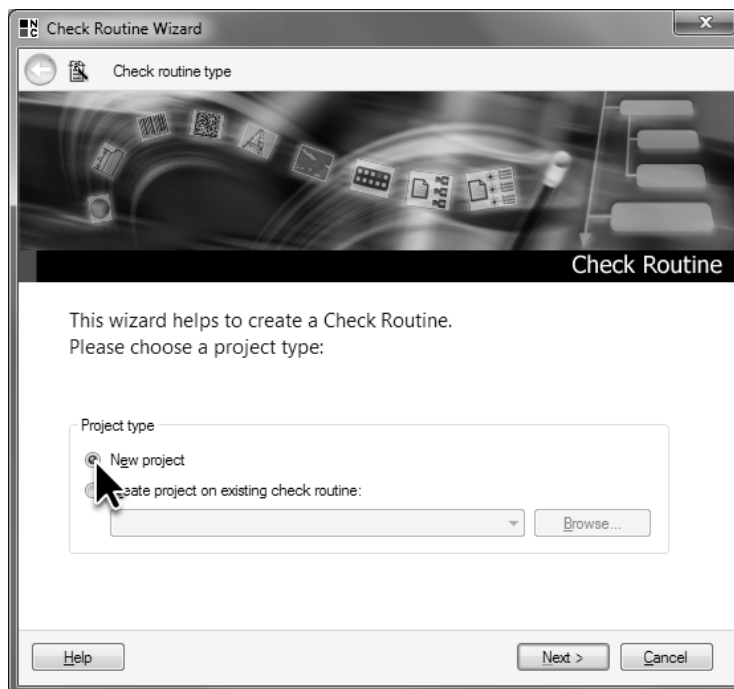 Check Routine Wizard
Check routine type
Check Routine
This wizard helps to create a Check Routine.
Please choose a project type:
Project type
New project
Create project on existing check routine:
Browse...
Help
Next >
Cancel